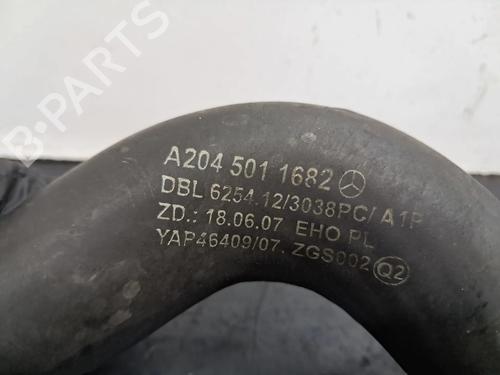 A204 501 1682
DBL 6254.12/3038PC/ A1P
ZD.: 18.06.07 EHO PL
YAP46409/07. ZGS002 Q2
B-PARTS